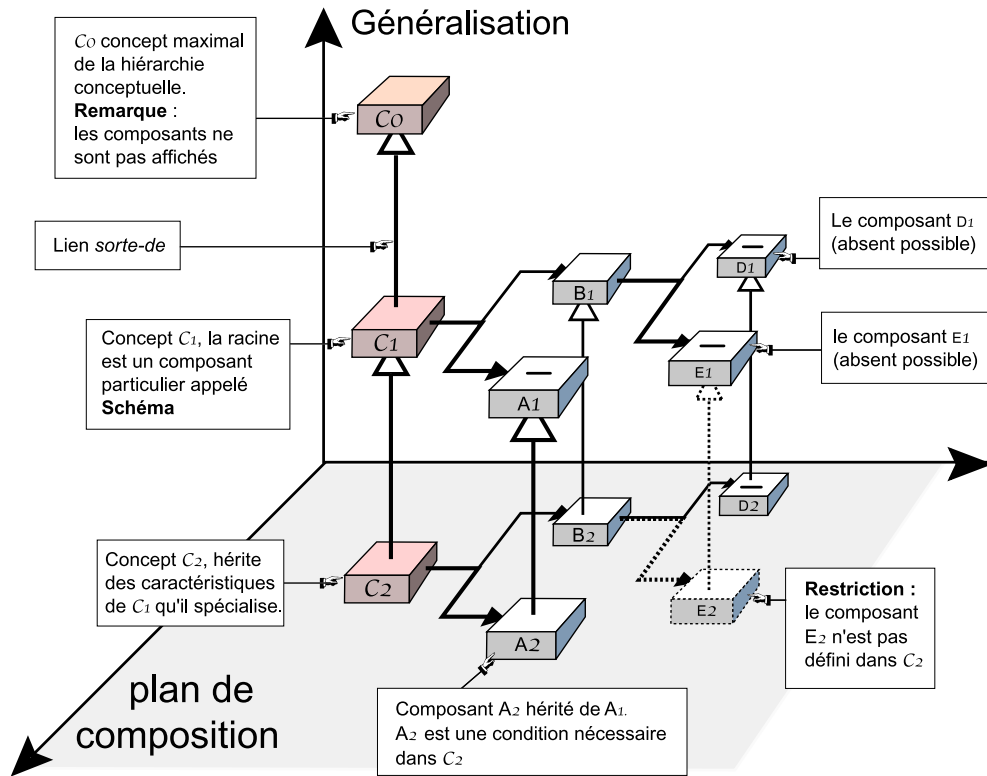 Généralisation
C0 concept maximal
de la hiérarchie
conceptuelle.
Remarque :
les composants ne
sont pas affichés
C0
Lien sorte-de
Le composant D1
(absent possible)
D1
B1
Concept C1, la racine
est un composant
particulier appelé
Schéma
C1
le composant E1
(absent possible)
E1
A1
D2
B2
Concept C2, hérite
des caractéristiques
de C1 qu'il spécialise.
C2
E2
Restriction :
le composant
E2 n'est pas
défini dans C2
A2
plan de
composition
Composant A2 hérité de A1.
A2 est une condition nécessaire
dans C2